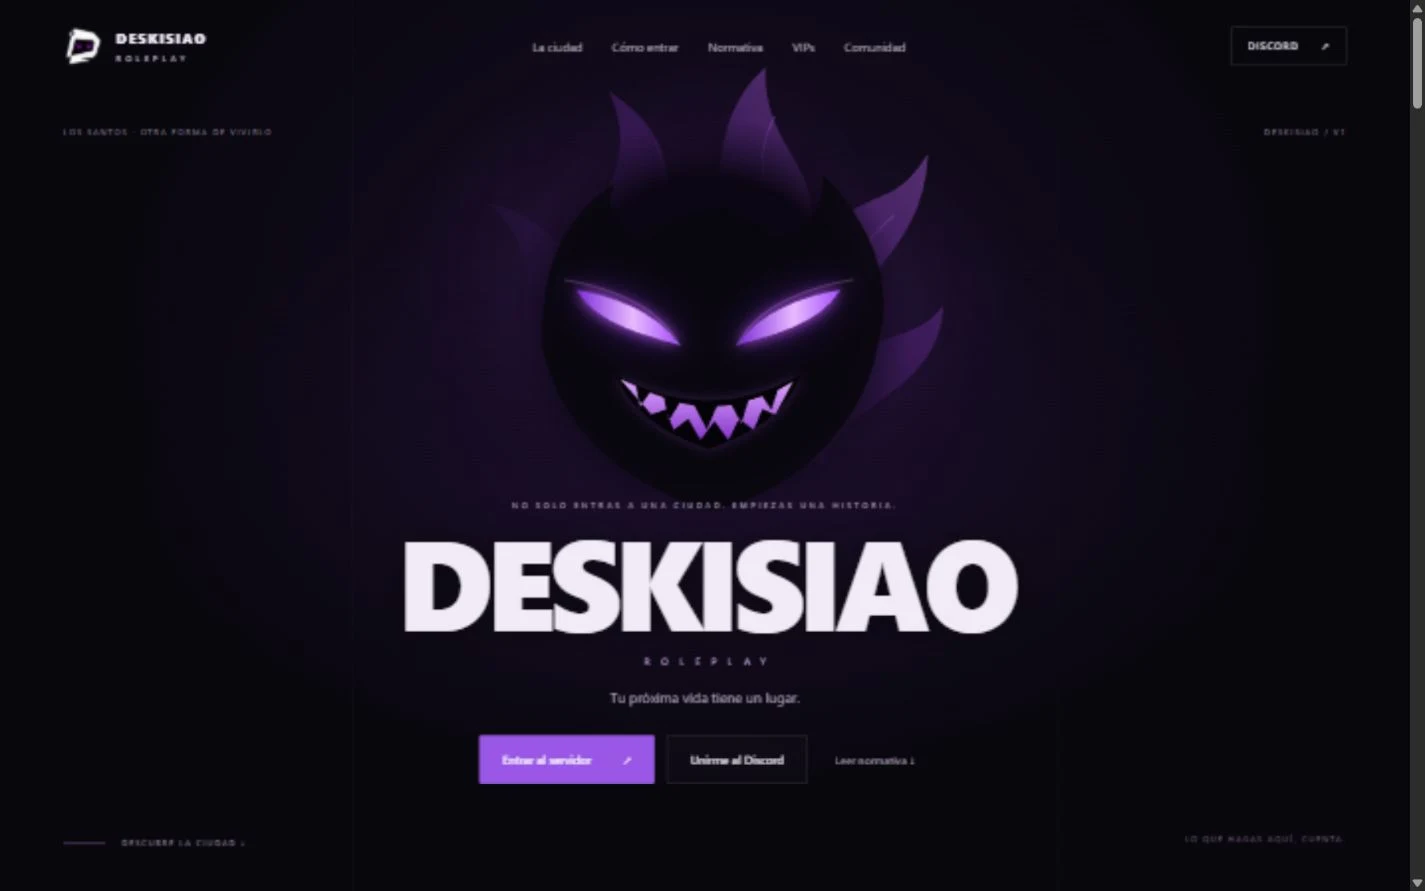 DESKISIAO
ROLEPLAY
La ciudad
Cómo entrar
Normativa
VIPs
Comunidad
DISCORD ↗
LOS SANTOS · OTRA FORMA DE VIVIRLO
DESKISIAO / V1
NO SOLO ENTRAS A UNA CIUDAD. EMPIEZAS UNA HISTORIA.
DESKISIAO
ROLEPLAY
Tu próxima vida tiene un lugar.
Entrar al servidor ↗
Unirme al Discord
Leer normativa ↓
DESCUBRE LA CIUDAD ↓
LO QUE HAGAS AQUÍ, CUENTA.